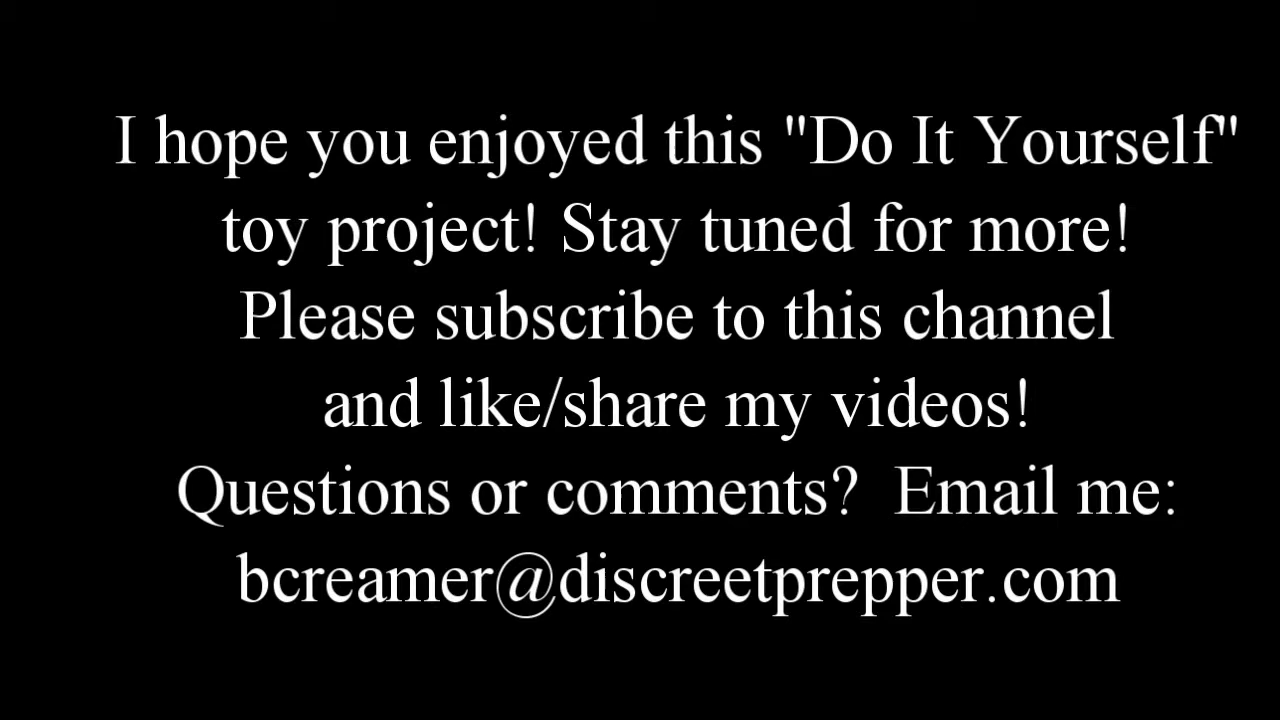 I hope you enjoyed this "Do It Yourself"
toy project! Stay tuned for more!
Please subscribe to this channel
and like/share my videos!
Questions or comments?  Email me:
bcreamer@discreetprepper.com